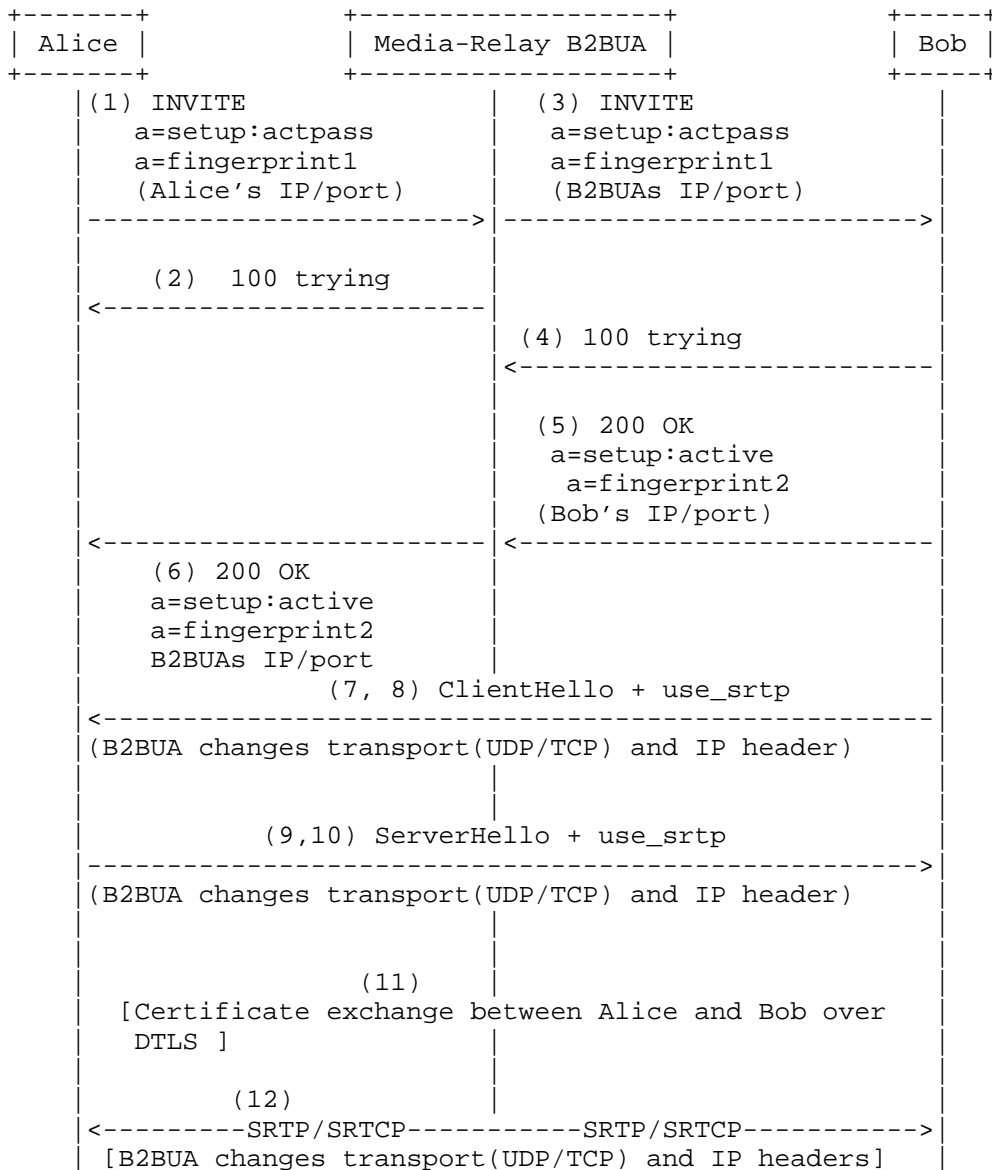 Alice Media-Relay B2BUA Bob
(1) INVITE (3) INVITE
a=setup:actpass a=setup:actpass
a=fingerprint1 a=fingerprint1
(Alice's IP/port) (B2BUAs IP/port)
(2) 100 trying
(4) 100 trying
(5) 200 OK
a=setup:active
a=fingerprint2
(Bob's IP/port)
(6) 200 OK
a=setup:active
a=fingerprint2
B2BUAs IP/port
(7, 8) ClientHello + use_srtp
(B2BUA changes transport(UDP/TCP) and IP header)
(9,10) ServerHello + use_srtp
(B2BUA changes transport(UDP/TCP) and IP header)
(11)
[Certificate exchange between Alice and Bob over
DTLS ]
(12)
SRTP/SRTCP SRTP/SRTCP
[B2BUA changes transport(UDP/TCP) and IP headers]